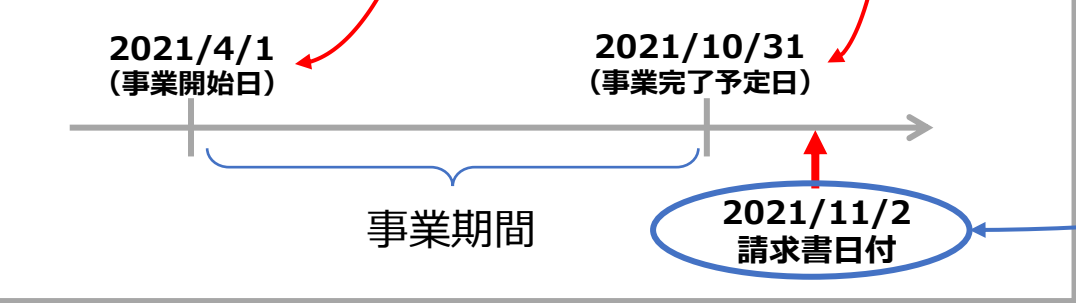 2021/4/1
（事業開始日）
2021/10/31
（事業完了予定日）
事業期間
2021/11/2
請求書日付